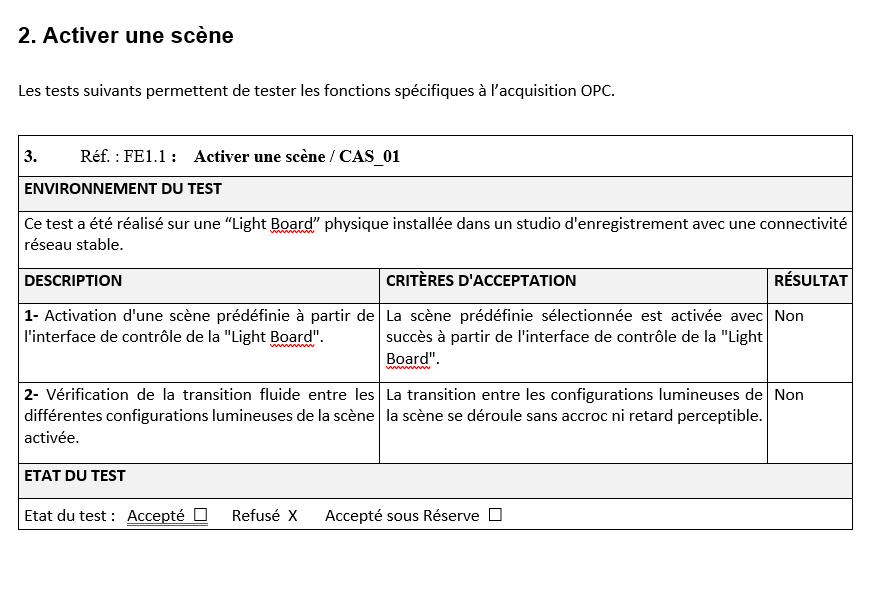 2. Activer une scène
Les tests suivants permettent de tester les fonctions spécifiques à l’acquisition OPC.
3. Réf. : FE1.1 : Activer une scène / CAS_01
ENVIRONNEMENT DU TEST
Ce test a été réalisé sur une “Light Board” physique installée dans un studio d'enregistrement avec une connectivité
réseau stable.
DESCRIPTION
CRITÈRES D'ACCEPTATION
RÉSULTAT
1- Activation d'une scène prédéfinie à partir de
l'interface de contrôle de la "Light Board".
La scène prédéfinie sélectionnée est activée avec
succès à partir de l'interface de contrôle de la "Light
Board".
Non
2- Vérification de la transition fluide entre les
différentes configurations lumineuses de la scène
activée.
La transition entre les configurations lumineuses de
la scène se déroule sans accroc ni retard perceptible.
Non
ETAT DU TEST
Etat du test : Accepté ☐ Refusé X Accepté sous Réserve ☐